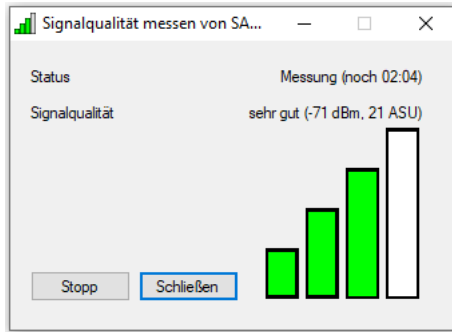 Signalqualität messen von SA...
Status Messung (noch 02:04)
Signalqualität sehr gut (-71 dBm, 21 ASU)
Stopp Schließen